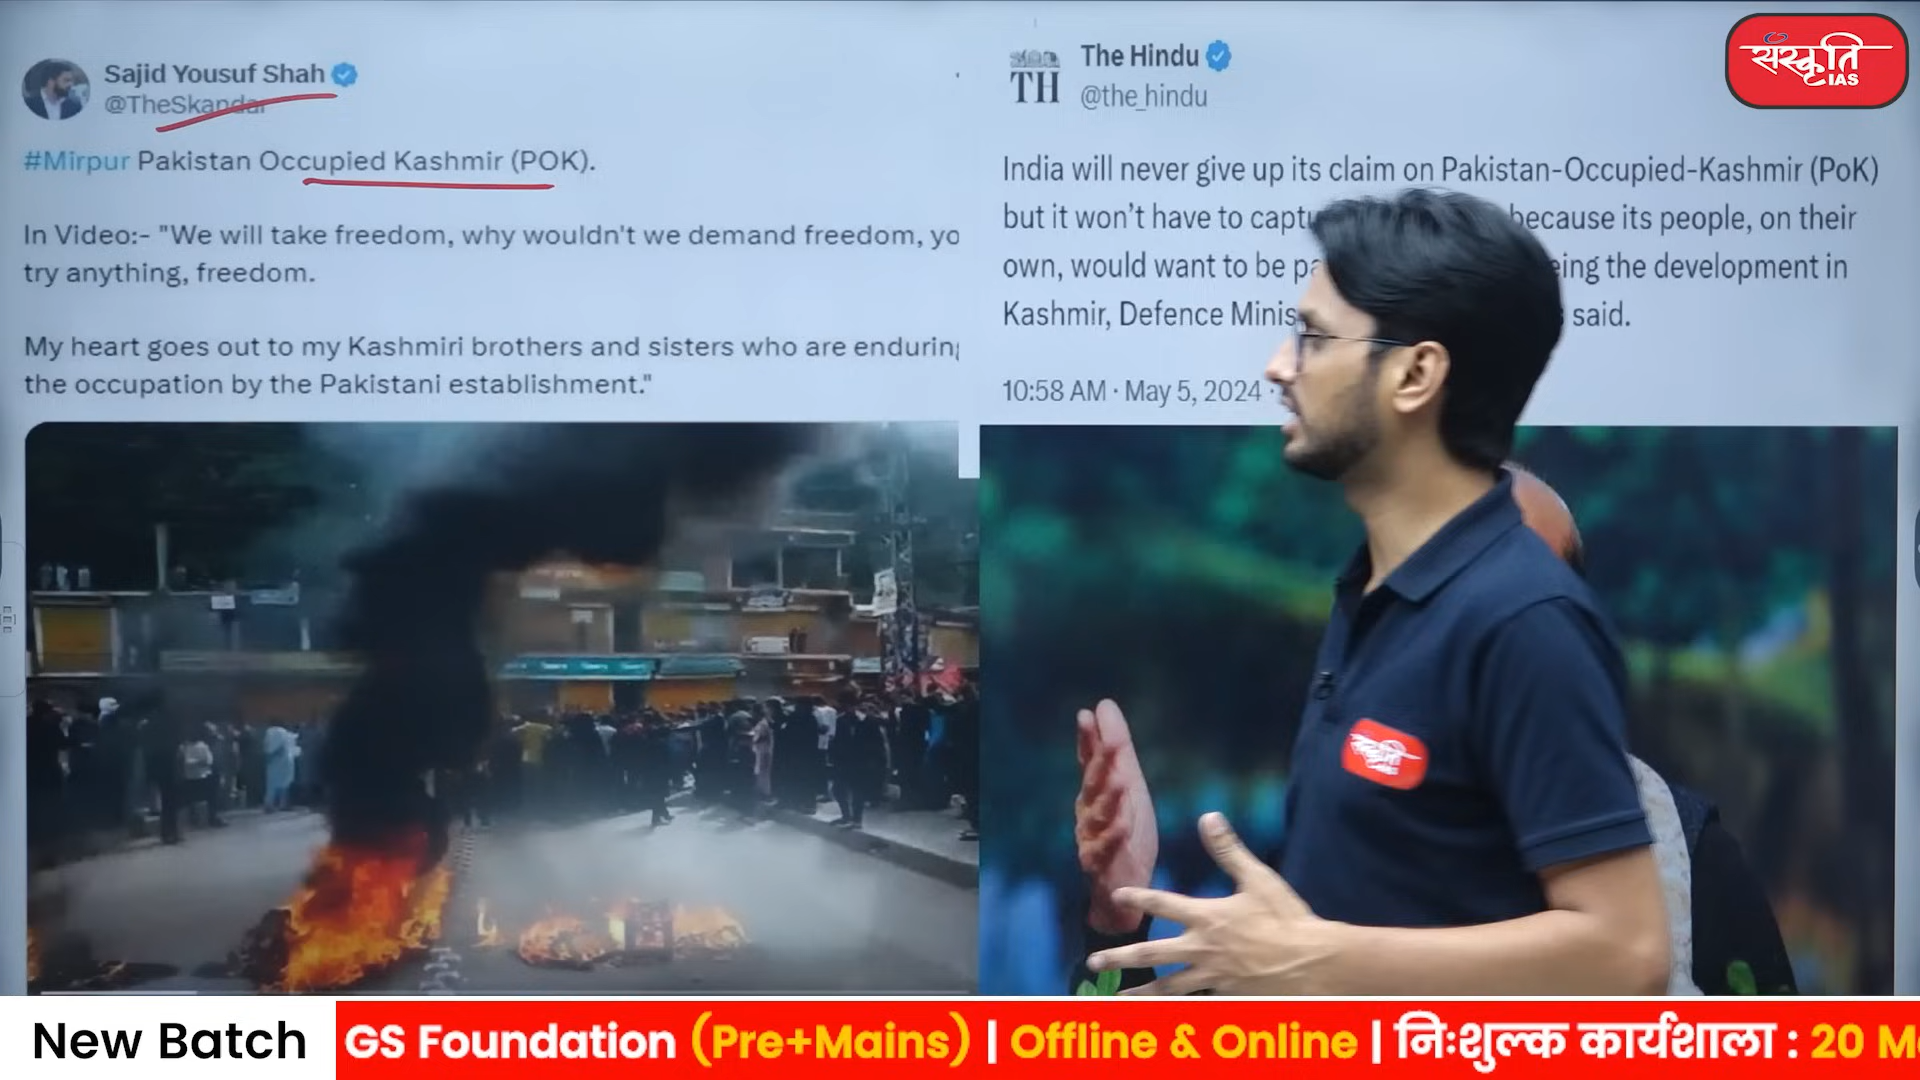 Sajid Yousuf Shah
@TheSkandar
#Mirpur Pakistan Occupied Kashmir (POK).
In Video:- "We will take freedom, why wouldn't we demand freedom, yo
try anything, freedom.
My heart goes out to my Kashmiri brothers and sisters who are enduring
the occupation by the Pakistani establishment."
TH
The Hindu
@the_hindu
India will never give up its claim on Pakistan-Occupied-Kashmir (PoK)
but it won't have to because its people, on their
own, would want to be the development in
Kashmir, Defence said.
10:58 AM · May 5, 2024
संस्कृति
IAS
संस्कृति
IAS
New Batch
GS Foundation (Pre+Mains) | Offline & Online | निःशुल्क कार्यशाला : 20 M